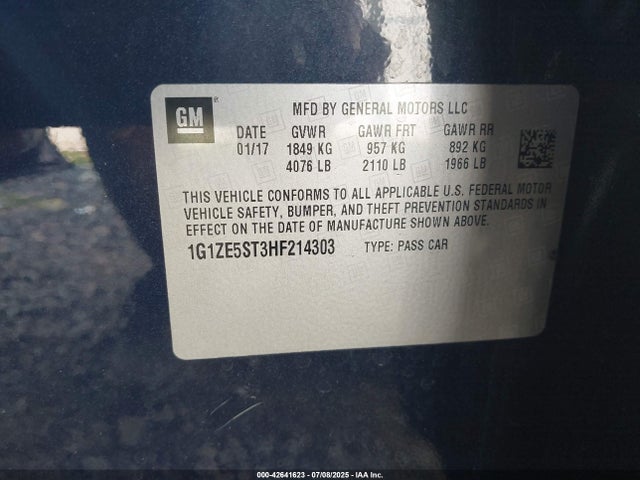 GM
MFD BY GENERAL MOTORS LLC
DATE GVWR GAWR FRT GAWR RR
01/17 1849 KG 957 KG 892 KG
4076 LB 2110 LB 1966 LB
THIS VEHICLE CONFORMS TO ALL APPLICABLE U.S. FEDERAL MOTOR
VEHICLE SAFETY, BUMPER, AND THEFT PREVENTION STANDARDS IN
EFFECT ON THE DATE OF MANUFACTURE SHOWN ABOVE.
1G1ZE5ST3HF214303 TYPE: PASS CAR
000-42641623 - 07/08/2025 - IAA Inc.